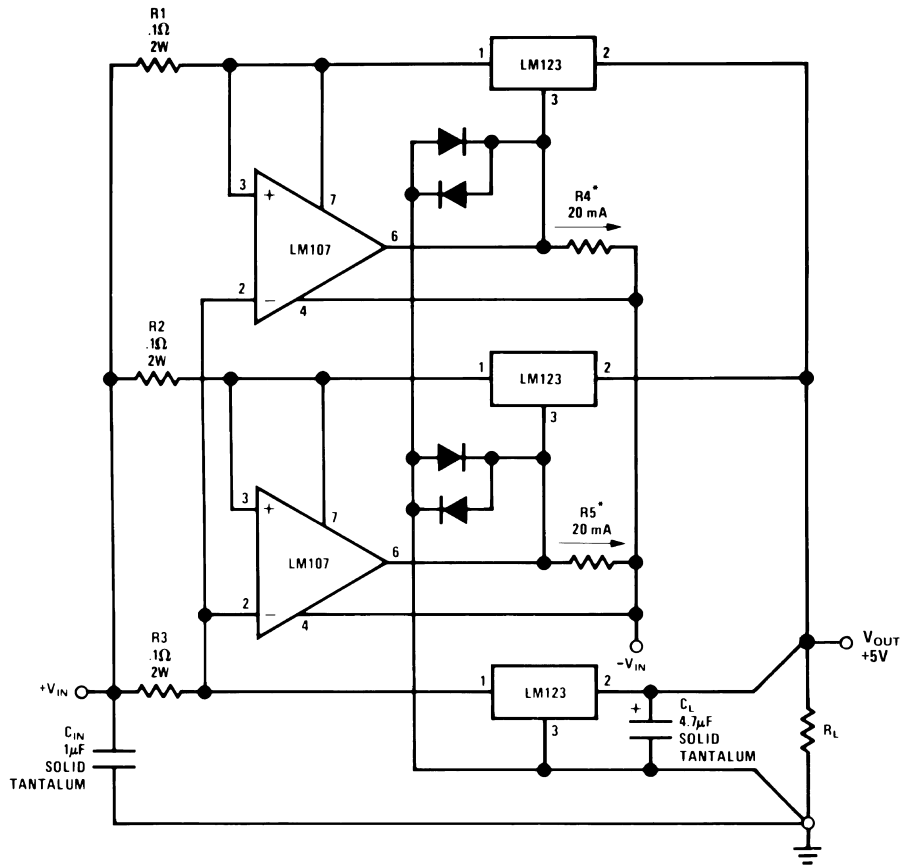 R1
.1Ω
2W
1
LM123
2
3
3
+
7
LM107
6
R4*
20 mA
2
−
4
R2
.1Ω
2W
1
LM123
2
3
3
+
7
LM107
6
R5*
20 mA
2
−
4
R3
.1Ω
2W
−VIN
VOUT
+5V
+VIN
1
LM123
2
3
+
CL
4.7μF
SOLID
TANTALUM
RL
CIN
1μF
SOLID
TANTALUM